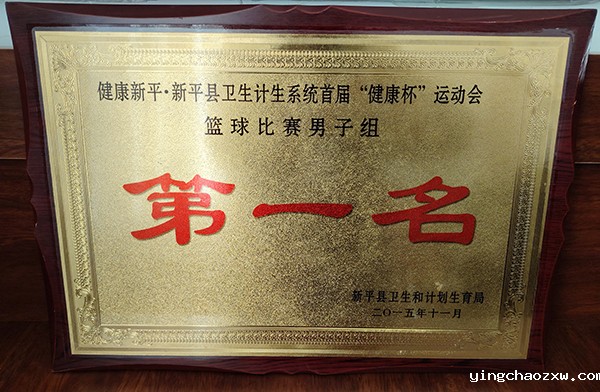 健康新平·新平县卫生计生系统首届“健康杯”运动会
篮球比赛男子组
第一名
新平县卫生和计划生育局
二〇一五年十一月
yingchaozxw.com